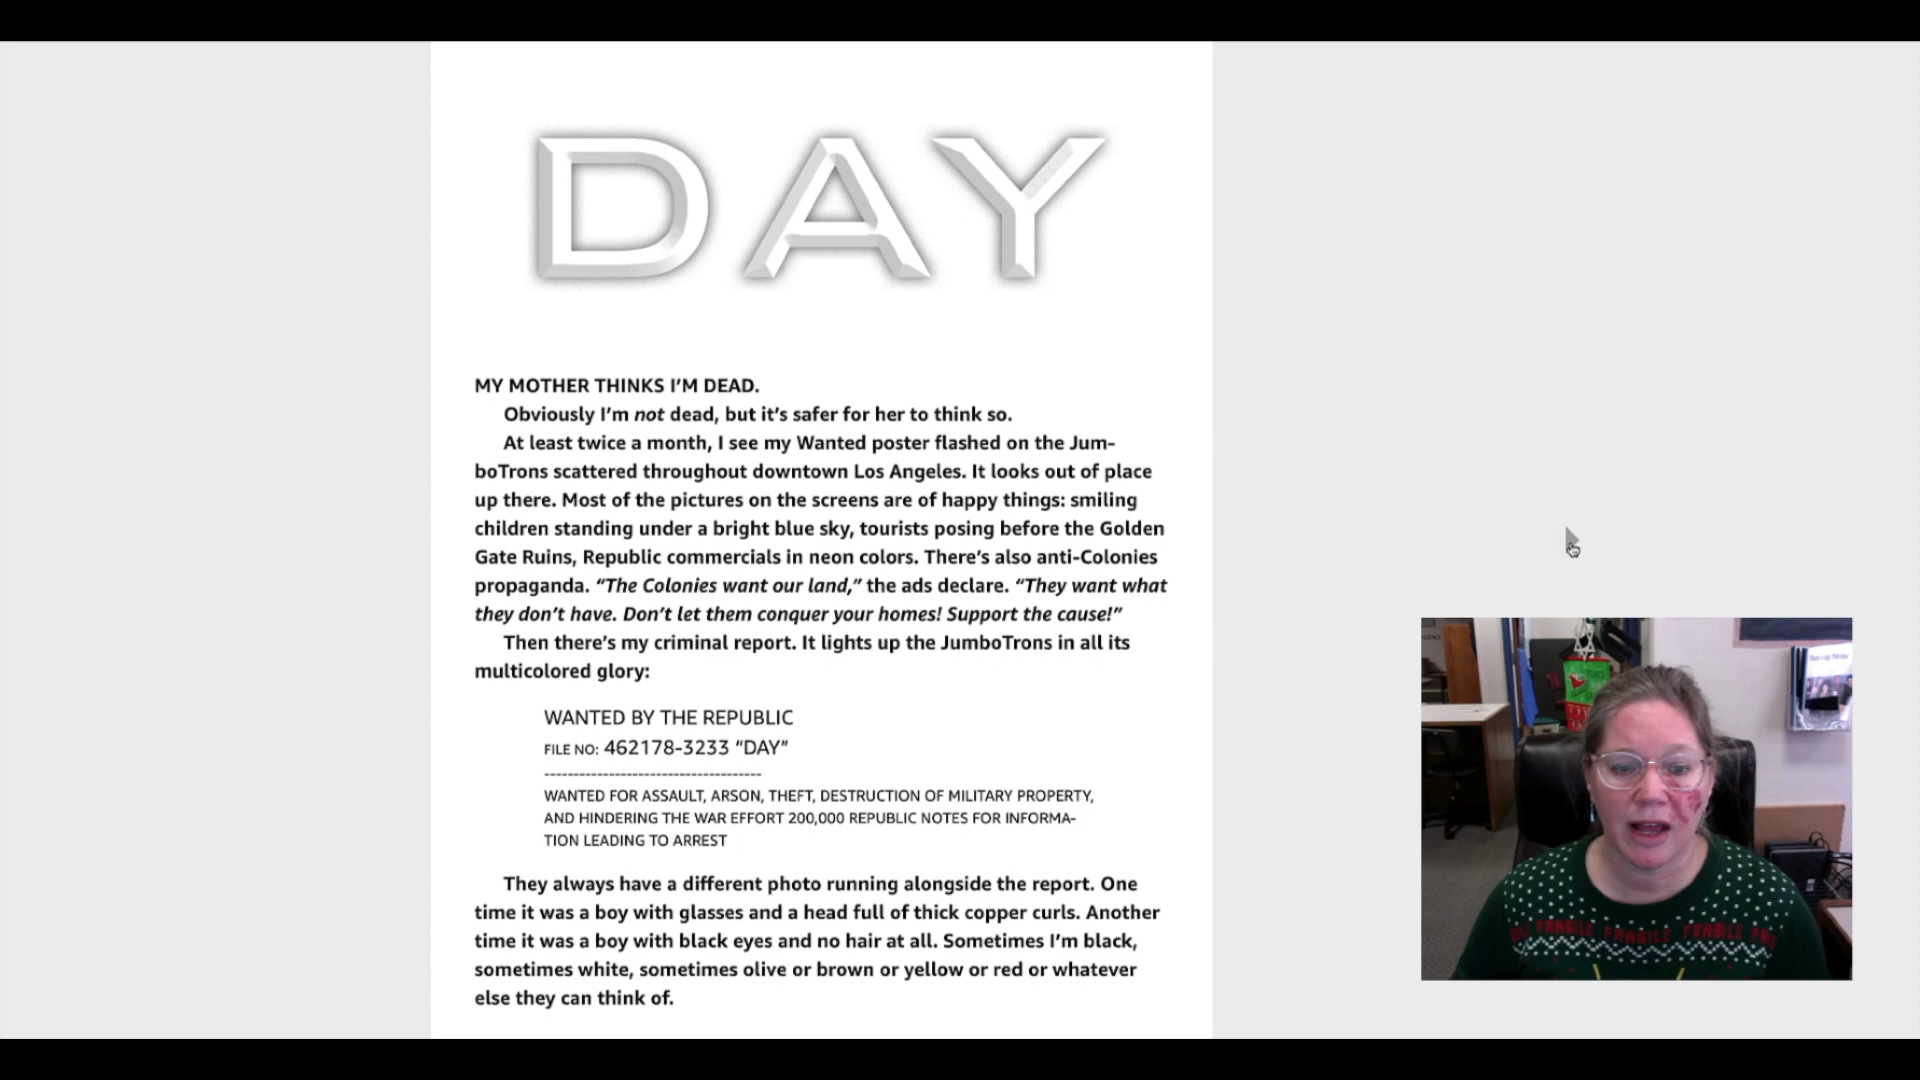 DAY
MY MOTHER THINKS I’M DEAD.
Obviously I’m not dead, but it’s safer for her to think so.
At least twice a month, I see my Wanted poster flashed on the Jum-
boTrons scattered throughout downtown Los Angeles. It looks out of place
up there. Most of the pictures on the screens are of happy things: smiling
children standing under a bright blue sky, tourists posing before the Golden
Gate Ruins, Republic commercials in neon colors. There’s also anti-Colonies
propaganda. “The Colonies want our land,” the ads declare. “They want what
they don’t have. Don’t let them conquer your homes! Support the cause!”
Then there’s my criminal report. It lights up the JumboTrons in all its
multicolored glory:
WANTED BY THE REPUBLIC
FILE NO: 462178-3233 “DAY”
-------------------------------------
WANTED FOR ASSAULT, ARSON, THEFT, DESTRUCTION OF MILITARY PROPERTY,
AND HINDERING THE WAR EFFORT 200,000 REPUBLIC NOTES FOR INFORMA-
TION LEADING TO ARREST
They always have a different photo running alongside the report. One
time it was a boy with glasses and a head full of thick copper curls. Another
time it was a boy with black eyes and no hair at all. Sometimes I’m black,
sometimes white, sometimes olive or brown or yellow or red or whatever
else they can think of.
FRAGILE FRAGILE FRAGILE